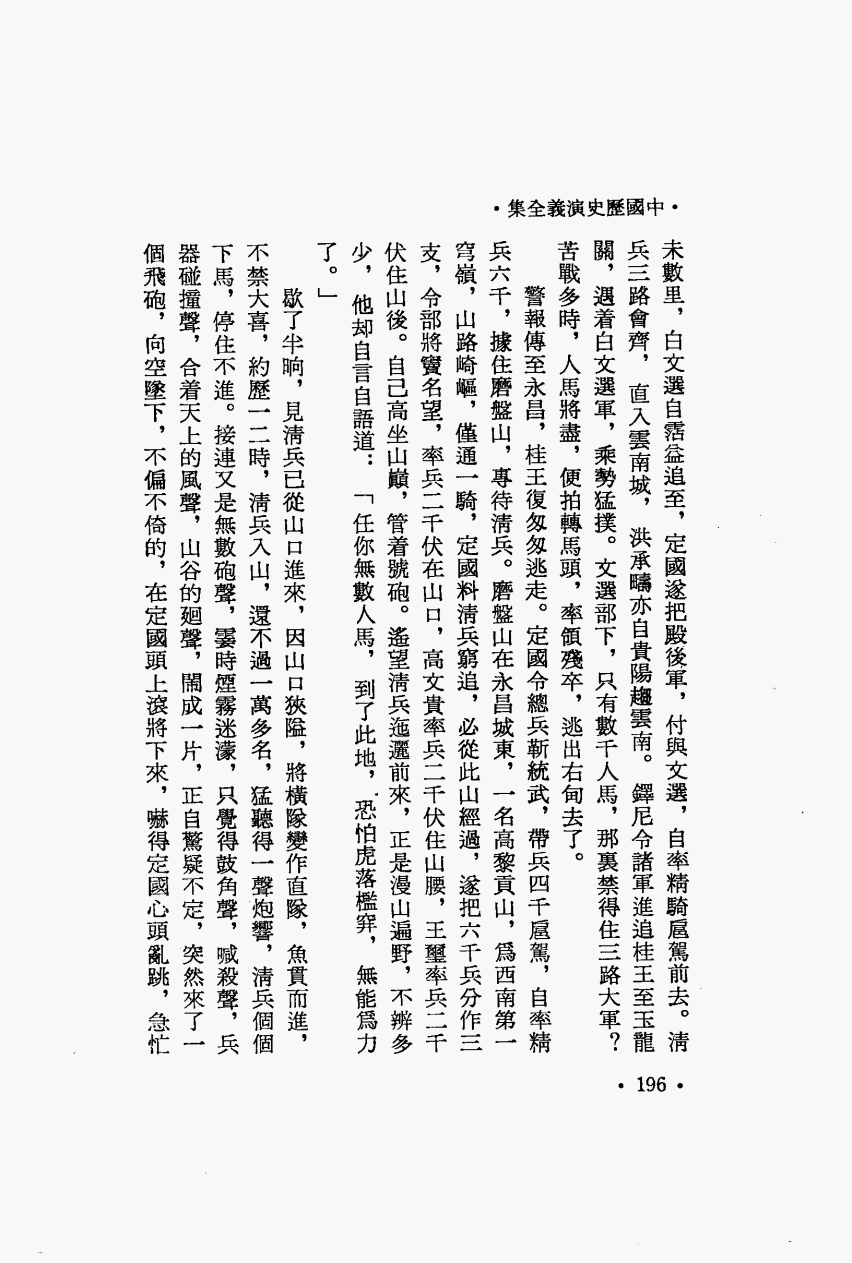 •中國歷史演義全集•
未數里，白文選自霑益追至，定國遂把殿後軍，付與文選，自率精騎扈駕前去。清
兵三路會齊，直入雲南城，洪承疇亦自貴陽趨雲南。鐸尼令諸軍進追桂王至玉龍
關，遇着白文選軍，乘勢猛撲。文選部下，只有數千人馬，那裏禁得住三路大軍？
苦戰多時，人馬將盡，便拍轉馬頭，率領殘卒，逃出右甸去了。
警報傳至永昌，桂王復匆匆逃走。定國令總兵靳統武，帶兵四千扈駕，自率精
兵六千，據住磨盤山，專待清兵。磨盤山在永昌城東，一名高黎貢山，爲西南第一
穹嶺，山路崎嶇，僅通一騎，定國料清兵窮追，必從此山經過，遂把六千兵分作三
支，令部將竇名望，率兵二千伏在山口，高文貴率兵二千伏住山腰，王璽率兵二千
伏住山後。自己高坐山巔，管着號砲。遙望清兵迤邐前來，正是漫山遍野，不辨多
少，他却自言自語道：「任你無數人馬，到了此地，恐怕虎落檻穽，無能爲力
了。」
歇了半晌，見清兵已從山口進來，因山口狹隘，將橫隊變作直隊，魚貫而進，
不禁大喜，約歷一二時，清兵入山，還不過一萬多名，猛聽得一聲炮響，清兵個個
下馬，停住不進。接連又是無數砲聲，霎時煙霧迷濛，只覺得鼓角聲，喊殺聲，兵
器碰撞聲，合着天上的風聲，山谷的迴聲，鬧成一片，正自驚疑不定，突然來了一
個飛砲，向空墜下，不偏不倚的，在定國頭上滾將下來，嚇得定國心頭亂跳，急忙
•196•